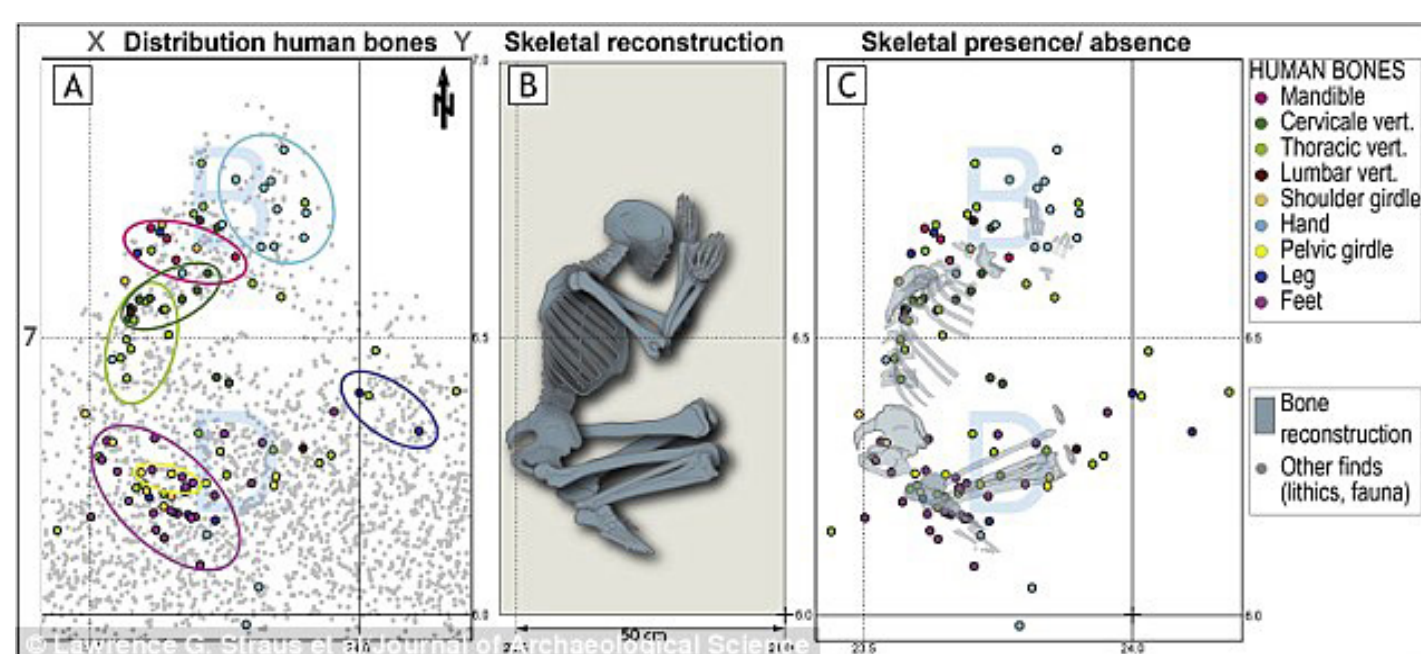 X Distribution human bones Y
Skeletal reconstruction
Skeletal presence/ absence
A
N
B
D
7
7.0
6.5
6.0
24.0
B
50 cm
C
B
D
6.5
6.0
23.5
24.0
HUMAN BONES
Mandible
Cervicale vert.
Thoracic vert.
Lumbar vert.
Shoulder girdle
Hand
Pelvic girdle
Leg
Feet
Bone
reconstruction
Other finds
(lithics, fauna)
© Lawrence G. Straus et al/Journal of Archaeological Science